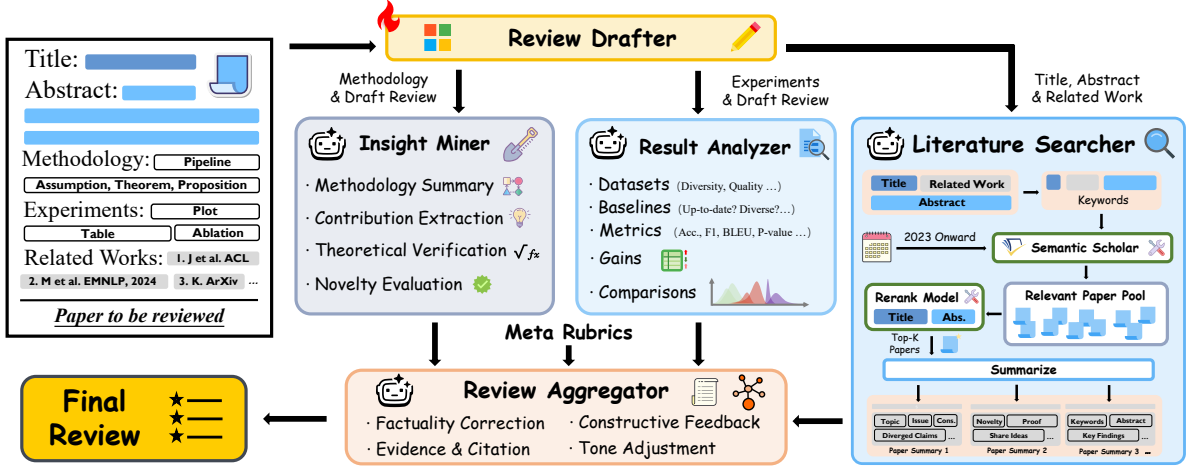 Title:
Abstract:
Methodology: Pipeline
Assumption, Theorem, Proposition
Experiments: Plot
Table Ablation
Related Works: 1. J et al. ACL
2. M et al. EMNLP, 2024 3. K. ArXiv ...
Paper to be reviewed
Review Drafter
Methodology
& Draft Review
Experiments
& Draft Review
Title, Abstract
& Related Work
Insight Miner
· Methodology Summary
· Contribution Extraction
· Theoretical Verification √fx
· Novelty Evaluation
Result Analyzer
· Datasets (Diversity, Quality ...)
· Baselines (Up-to-date? Diverse?...)
· Metrics (Acc., F1, BLEU, P-value ...)
· Gains
· Comparisons
Literature Searcher
Title Related Work
Abstract
Keywords
2023 Onward
Semantic Scholar
Rerank Model
Title Abs.
Relevant Paper Pool
Top-K
Papers
Summarize
Topic Issue Cons.
Diverged Claims ...
Paper Summary 1
Novelty Proof
Share Ideas ...
Paper Summary 2
Keywords Abstract
Key Findings ...
Paper Summary 3 ...
Meta Rubrics
Review Aggregator
· Factuality Correction · Constructive Feedback
· Evidence & Citation · Tone Adjustment
Final
Review